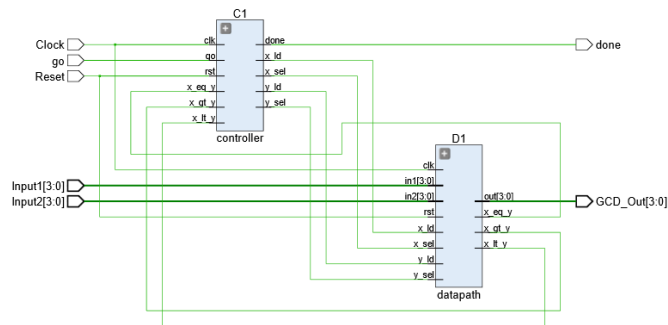 C1
Clock
go
Reset
clk
go
rst
x_eq_y
x_gt_y
x_lt_y
done
x_ld
x_sel
y_ld
y_sel
controller
done
D1
Input1[3:0]
Input2[3:0]
clk
in1[3:0]
in2[3:0]
rst
x_ld
x_sel
y_ld
y_sel
out[3:0]
x_eq_y
x_gt_y
x_lt_y
datapath
GCD_Out[3:0]